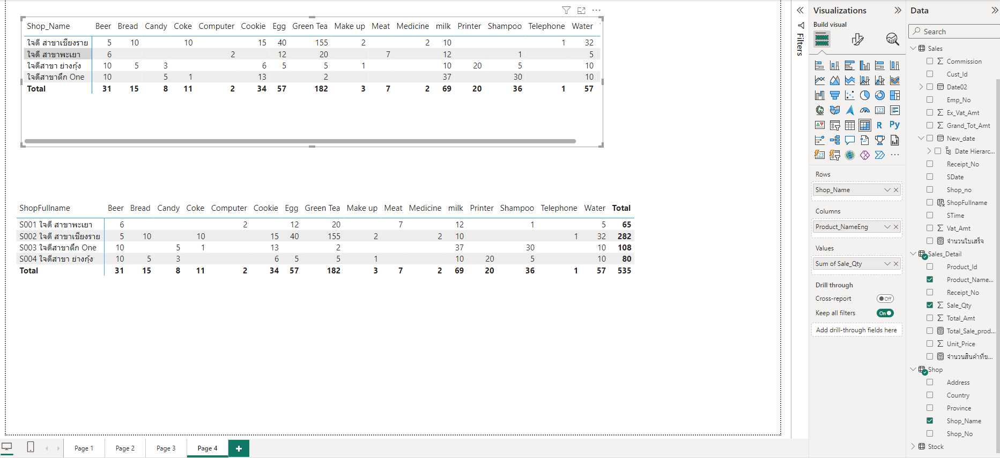 Shop_Name Beer Bread Candy Coke Computer Cookie Egg Green Tea Make up Meat Medicine milk Printer Shampoo Telephone Water
ใจดี สาขาเชียงราย 5 10 10 15 40 155 2 2 10 1 32
ใจดี สาขาพะเยา 6 2 12 20 7 12 1 5
ใจดีสาขา ย่างกุ้ง 10 5 3 6 5 5 1 10 20 5 10
ใจดีสาขาตึก One 10 5 1 13 2 37 30 10
Total 31 15 8 11 2 34 57 182 3 7 2 69 20 36 1 57
ShopFullname Beer Bread Candy Coke Computer Cookie Egg Green Tea Make up Meat Medicine milk Printer Shampoo Telephone Water Total
S001 ใจดี สาขาพะเยา 6 2 12 20 7 12 1 5 65
S002 ใจดี สาขาเชียงราย 5 10 10 15 40 155 2 2 10 1 32 282
S003 ใจดีสาขาตึก One 10 5 1 13 2 37 30 10 108
S004 ใจดีสาขา ย่างกุ้ง 10 5 3 6 5 5 1 10 20 5 10 80
Total 31 15 8 11 2 34 57 182 3 7 2 69 20 36 1 57 535
Page 1 Page 2 Page 3 Page 4 +
Filters
Visualizations
Build visual
123
R
Py
123
Rows
Shop_Name
Columns
Product_NameEng
Values
Sum of Sale_Qty
Drill through
Cross-report Off
Keep all filters On
Add drill-through fields here
Data
Search
Sales
Commission
Cust_Id
Date02
Emp_No
Ex_Vat_Amt
Grand_Tot_Amt
New_date
Date Hierarc...
Receipt_No
SDate
Shop_no
ShopFullname
STime
Vat_Amt
จำนวนใบเสร็จ
Sales_Detail
Product_Id
Product_Name...
Receipt_No
Sale_Qty
Total_Amt
Total_Sale_prod...
Unit_Price
จำนวนสินค้าที่ข...
Shop
Address
Country
Province
Shop_Name
Shop_No
Stock